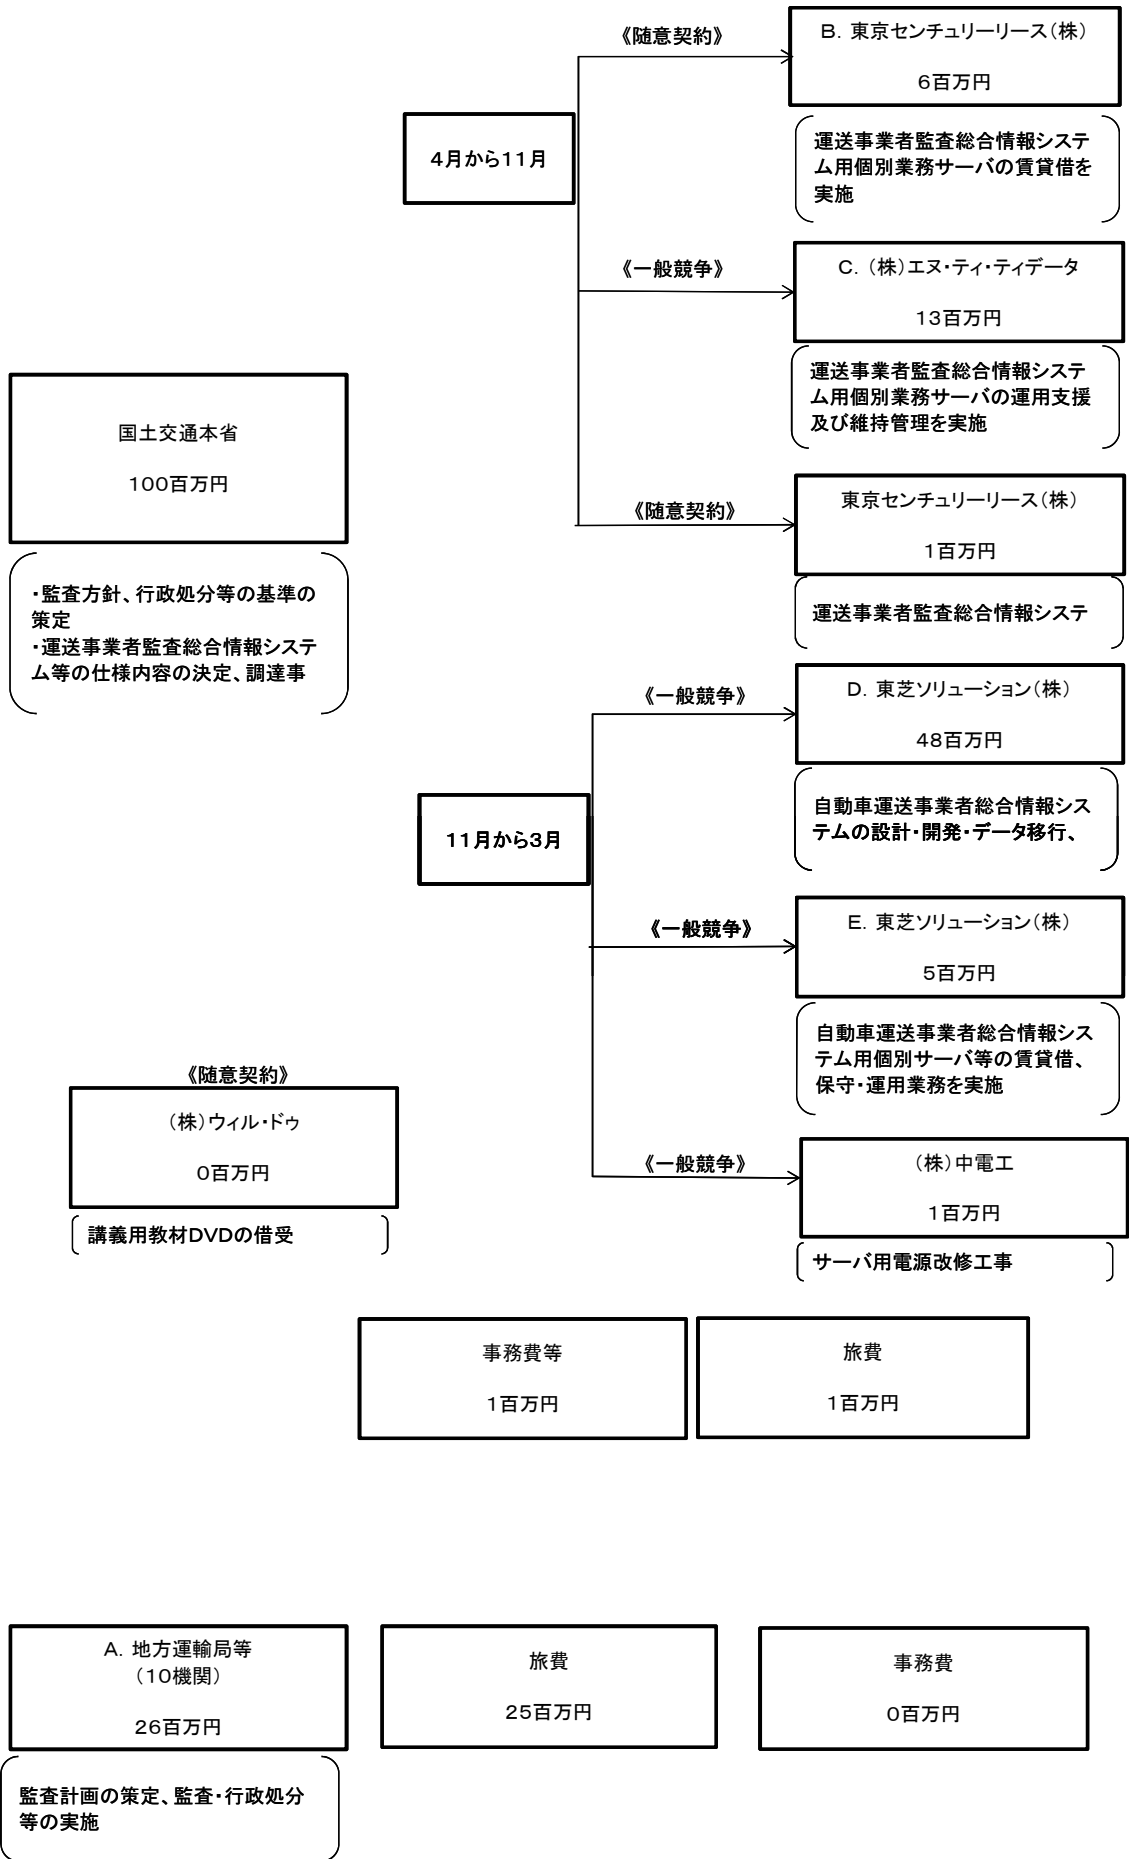 《随意契約》
B．東京センチュリーリース（株）
6百万円
4月から11月
運送事業者監査総合情報システ
ム用個別業務サーバの賃貸借を
実施
《一般競争》
C．（株）エヌ・ティ・ティデータ
13百万円
運送事業者監査総合情報システ
ム用個別業務サーバの運用支援
及び維持管理を実施
国土交通本省
100百万円
・監査方針、行政処分等の基準の
策定
・運送事業者監査総合情報システ
ム等の仕様内容の決定、調達事
《随意契約》
東京センチュリーリース（株）
1百万円
運送事業者監査総合情報システ
《一般競争》
D．東芝ソリューション（株）
48百万円
自動車運送事業者総合情報シス
テムの設計・開発・データ移行、
11月から3月
《一般競争》
E．東芝ソリューション（株）
5百万円
自動車運送事業者総合情報シス
テム用個別サーバ等の賃貸借、
保守・運用業務を実施
《随意契約》
（株）ウィル・ドゥ
0百万円
講義用教材DVDの借受
《一般競争》
（株）中電工
1百万円
サーバ用電源改修工事
事務費等
1百万円
旅費
1百万円
A．地方運輸局等
（10機関）
26百万円
監査計画の策定、監査・行政処分
等の実施
旅費
25百万円
事務費
0百万円